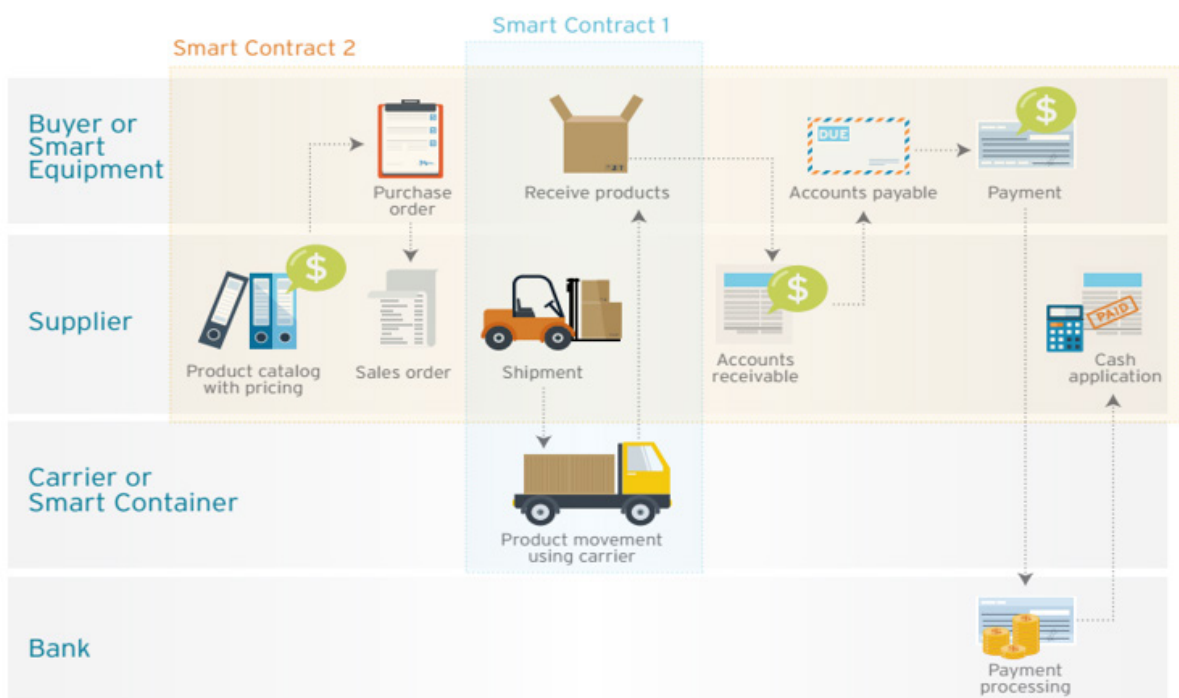 Smart Contract 1
Smart Contract 2
Buyer or
Smart
Equipment
Purchase
order
Receive products
DUE
Accounts payable
$
Payment
Supplier
$
Product catalog
with pricing
Sales order
Shipment
$
Accounts
receivable
PAID
Cash
application
Carrier or
Smart Container
Product movement
using carrier
Bank
Payment
processing